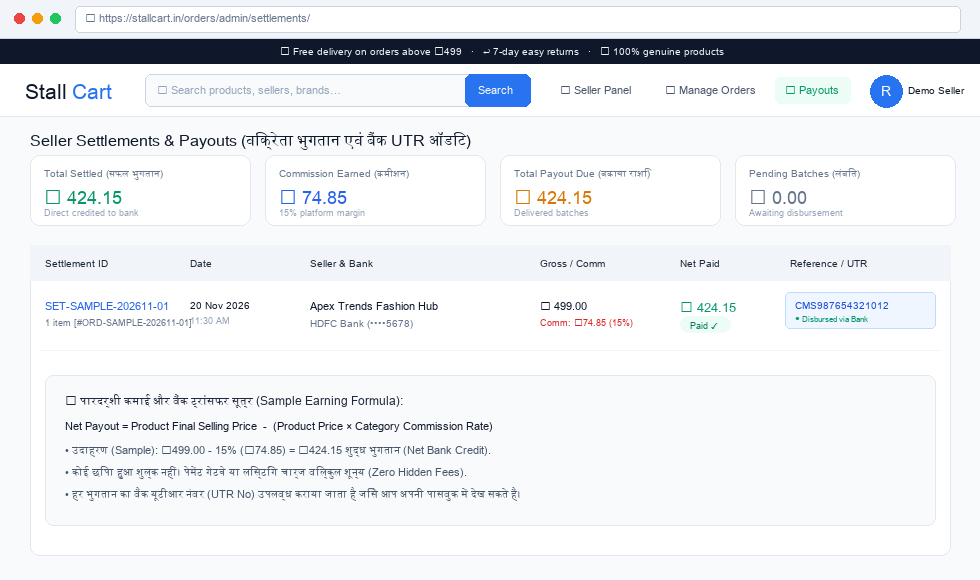 https://stallcart.in/orders/admin/settlements/
Free delivery on orders above □499 · ↵ 7-day easy returns · 100% genuine products
Stall Cart
Search products, sellers, brands...
Search
Seller Panel
Manage Orders
Payouts
R
Demo Seller
Seller Settlements & Payouts (विक्रेता भुगतान एवं बैंक UTR ऑडिट)
Total Settled (सफल भुगतान)
□ 424.15
Direct credited to bank
Commission Earned (कमीशन)
□ 74.85
15% platform margin
Total Payout Due (बकाया राशि)
□ 424.15
Delivered batches
Pending Batches (लंबित)
□ 0.00
Awaiting disbursement
Settlement ID Date Seller & Bank Gross / Comm Net Paid Reference / UTR
SET-SAMPLE-202611-01
1 item [#ORD-SAMPLE-202611-01]
20 Nov 2026
11:30 AM
Apex Trends Fashion Hub
HDFC Bank (••••5678)
□ 499.00
Comm: □74.85 (15%)
□ 424.15
Paid ✓
CMS987654321012
● Disbursed via Bank
पारदर्शी कमाई और बैंक ट्रांसफर सूत्र (Sample Earning Formula):
Net Payout = Product Final Selling Price - (Product Price × Category Commission Rate)
• उदाहरण (Sample): □499.00 - 15% (□74.85) = □424.15 शुद्ध भुगतान (Net Bank Credit).
• कोई छिपा हुआ शुल्क नहीं। पेमेंट गेटवे या लिस्टिंग चार्ज बिल्कुल शून्य (Zero Hidden Fees).
• हर भुगतान का बैंक यूटीआर नंबर (UTR No) उपलब्ध कराया जाता है जिसे आप अपनी पासबुक में देख सकते हैं।